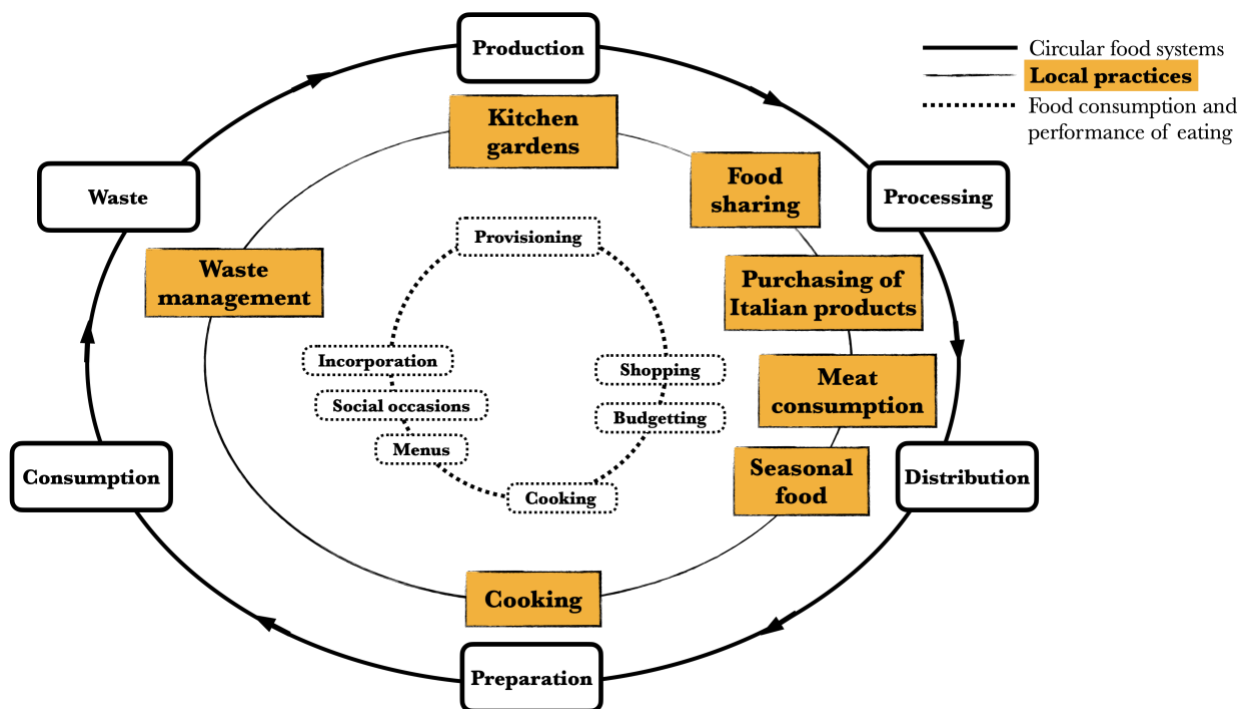 Production
Circular food systems
Local practices
Food consumption and
performance of eating
Kitchen
gardens
Food
sharing
Waste
Processing
Provisioning
Waste
management
Purchasing of
Italian products
Incorporation
Shopping
Meat
consumption
Social occasions
Budgetting
Menus
Seasonal
food
Consumption
Distribution
Cooking
Cooking
Preparation